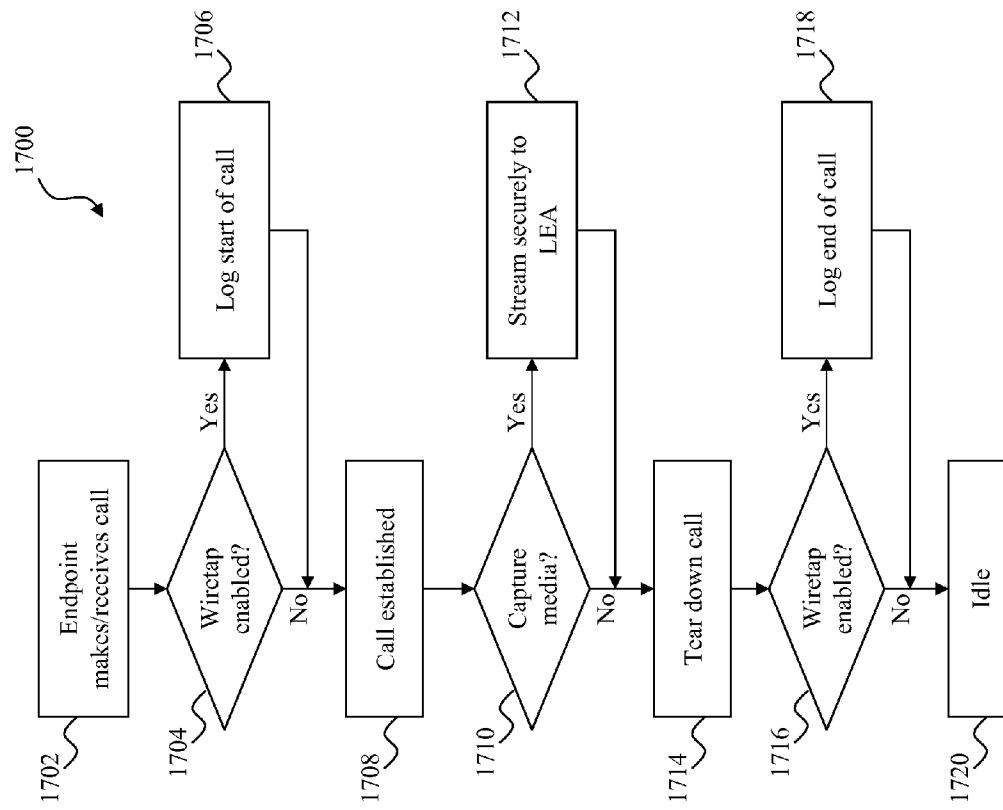 1700
Endpoint
makes/receives call
1702
Wiretap
enabled?
1704
Yes
No
Log start of call
1706
Call established
1708
Capture
media?
1710
Yes
No
Stream securely to
LEA
1712
Tear down call
1714
Wiretap
enabled?
1716
Yes
No
Log end of call
1718
Idle
1720